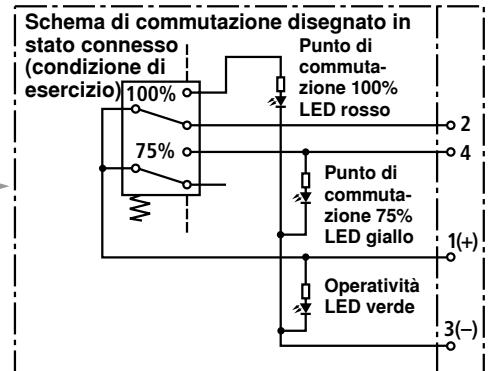 Schema di commutazione disegnato in
stato connesso
(condizione di
esercizio)
100%
75%
Punto di
commuta-
zione 100%
LED rosso
2
4
Punto di
commuta-
zione 75%
LED giallo
1(+)
Operatività
LED verde
3(–)